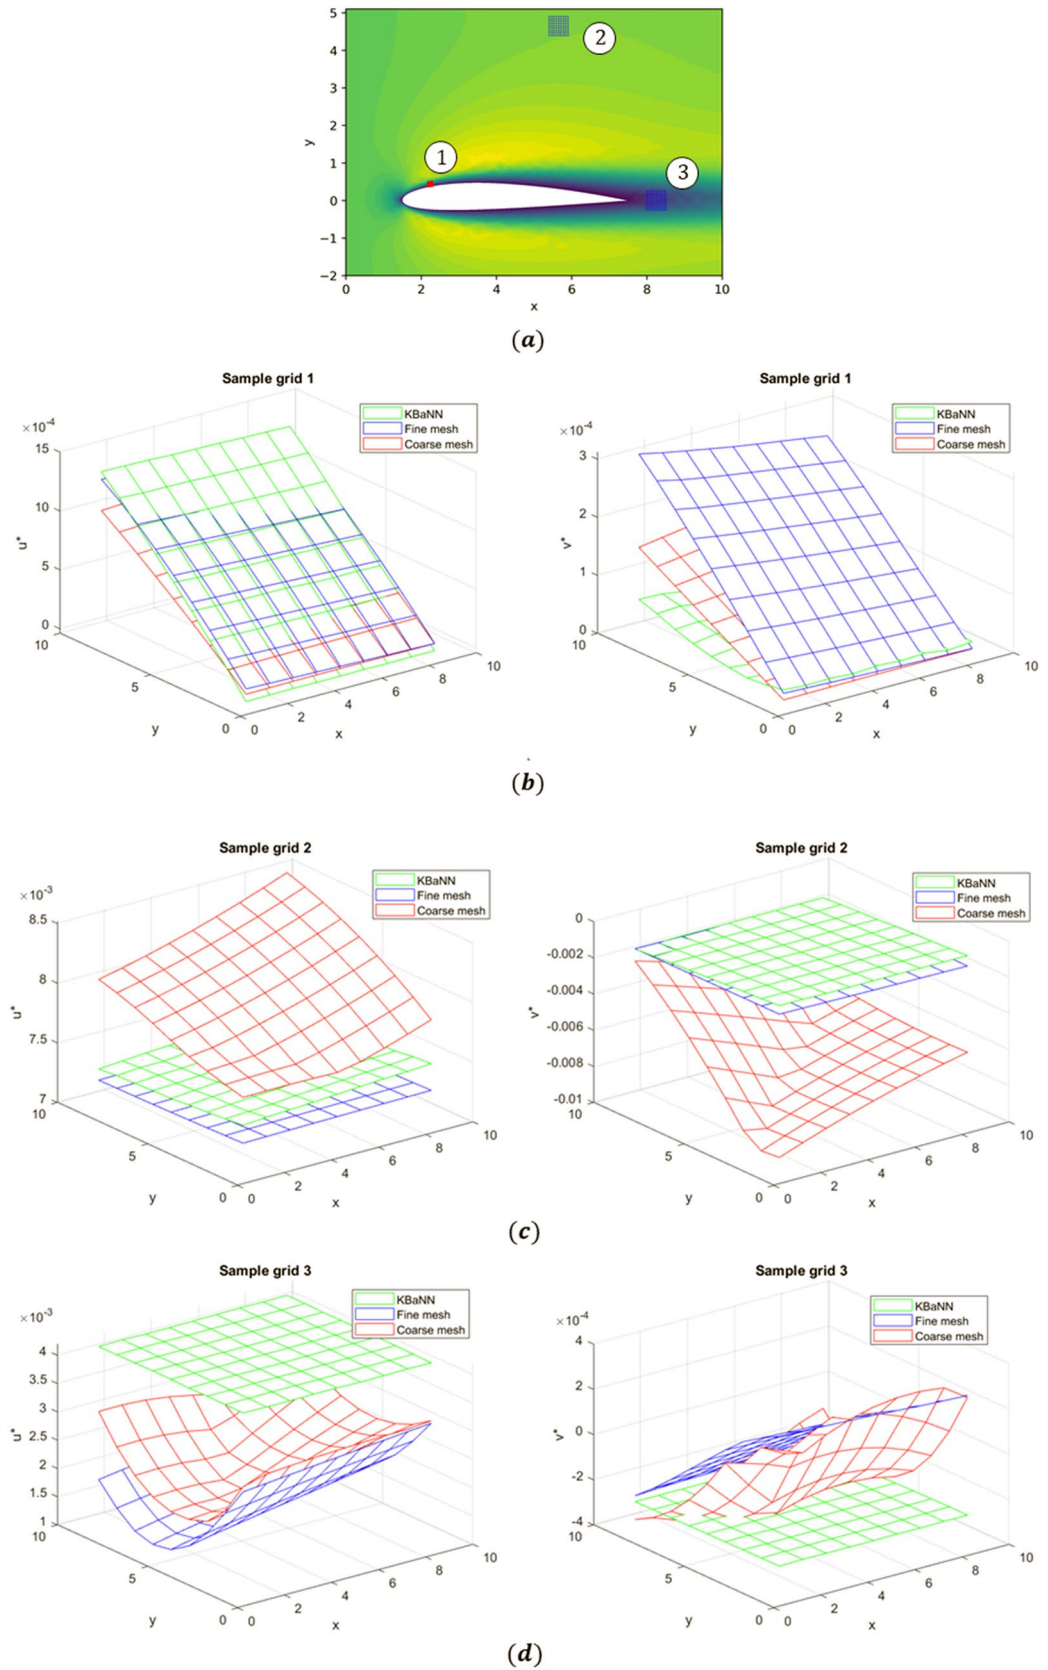 5
4
3
2
1
0
−1
−2
y
0
2
4
6
8
10
x
1
2
3
(a)
Sample grid 1
×10⁻⁴
15
10
5
0
10
5
0
u*
y
0
2
4
6
8
10
x
KBaNN
Fine mesh
Coarse mesh
Sample grid 1
×10⁻⁴
3
2
1
0
10
5
0
v*
y
0
2
4
6
8
10
x
KBaNN
Fine mesh
Coarse mesh
(b)
Sample grid 2
×10⁻³
8.5
8
7.5
7
10
5
0
u*
y
0
2
4
6
8
10
x
KBaNN
Fine mesh
Coarse mesh
Sample grid 2
0
-0.002
-0.004
-0.006
-0.008
-0.01
10
5
0
v*
y
0
2
4
6
8
10
x
KBaNN
Fine mesh
Coarse mesh
(c)
Sample grid 3
×10⁻³
4
3.5
3
2.5
2
1.5
1
10
5
0
u*
y
0
2
4
6
8
10
x
KBaNN
Fine mesh
Coarse mesh
Sample grid 3
×10⁻⁴
4
2
0
-2
-4
10
5
0
v*
y
0
2
4
6
8
10
x
KBaNN
Fine mesh
Coarse mesh
(d)